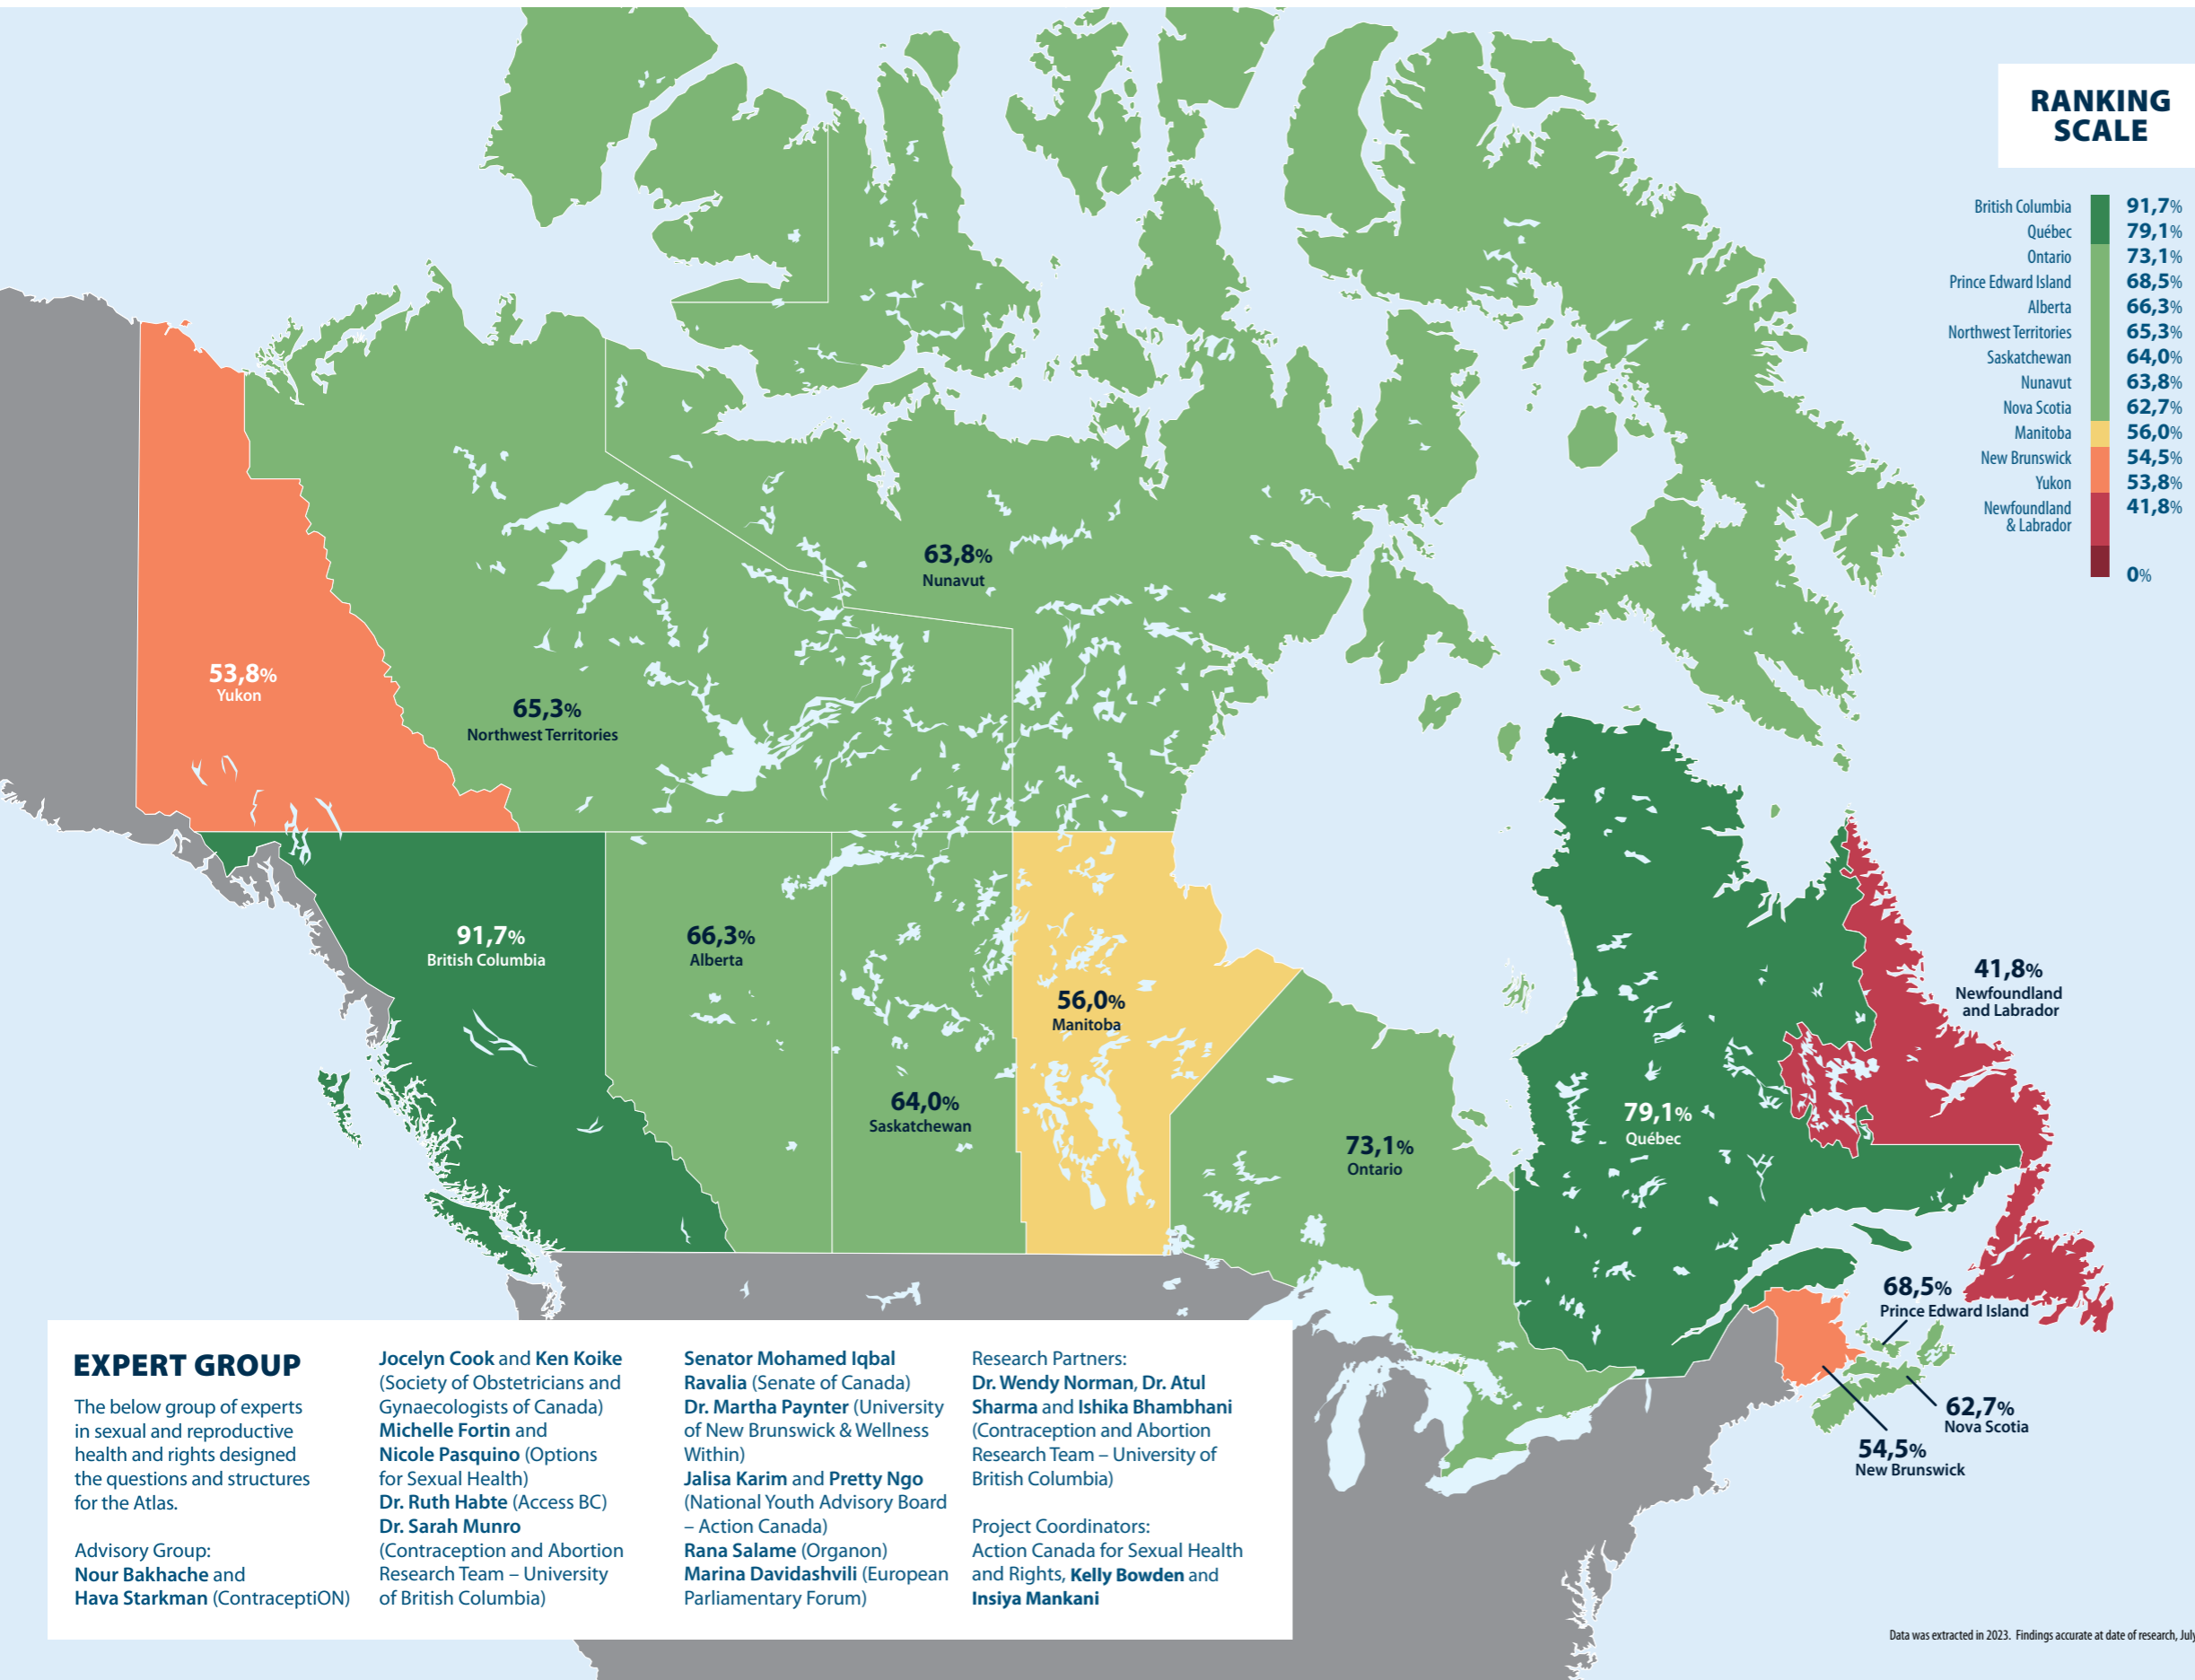 RANKING
SCALE
British Columbia 91,7%
Québec 79,1%
Ontario 73,1%
Prince Edward Island 68,5%
Alberta 66,3%
Northwest Territories 65,3%
Saskatchewan 64,0%
Nunavut 63,8%
Nova Scotia 62,7%
Manitoba 56,0%
New Brunswick 54,5%
Yukon 53,8%
Newfoundland 41,8%
& Labrador
0%
63,8%
Nunavut
53,8%
Yukon
65,3%
Northwest Territories
91,7%
British Columbia
66,3%
Alberta
64,0%
Saskatchewan
56,0%
Manitoba
73,1%
Ontario
79,1%
Québec
41,8%
Newfoundland
and Labrador
68,5%
Prince Edward Island
62,7%
Nova Scotia
54,5%
New Brunswick
EXPERT GROUP
The below group of experts
in sexual and reproductive
health and rights designed
the questions and structures
for the Atlas.
Advisory Group:
Nour Bakhache and
Hava Starkman (ContraceptiON)
Jocelyn Cook and Ken Koike
(Society of Obstetricians and
Gynaecologists of Canada)
Michelle Fortin and
Nicole Pasquino (Options
for Sexual Health)
Dr. Ruth Habte (Access BC)
Dr. Sarah Munro
(Contraception and Abortion
Research Team – University
of British Columbia)
Senator Mohamed Iqbal
Ravalia (Senate of Canada)
Dr. Martha Paynter (University
of New Brunswick & Wellness
Within)
Jalisa Karim and Pretty Ngo
(National Youth Advisory Board
– Action Canada)
Rana Salame (Organon)
Marina Davidashvili (European
Parliamentary Forum)
Research Partners:
Dr. Wendy Norman, Dr. Atul
Sharma and Ishika Bhambhani
(Contraception and Abortion
Research Team – University of
British Columbia)
Project Coordinators:
Action Canada for Sexual Health
and Rights, Kelly Bowden and
Insiya Mankani
Data was extracted in 2023. Findings accurate at date of research, July